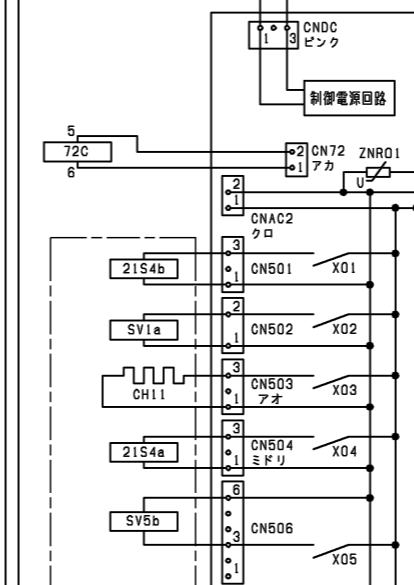 CNDC
ピンク
1
3
制御電源回路
5
72C
6
2
1
CN72
アカ
ZNR01
U
2
1
CNAC2
クロ
21S4b
3
1
CN501
X01
SV1a
2
1
CN502
X02
CH11
3
1
CN503
アオ
X03
21S4a
3
1
CN504
ミドリ
X04
SV5b
6
3
1
CN506
X05